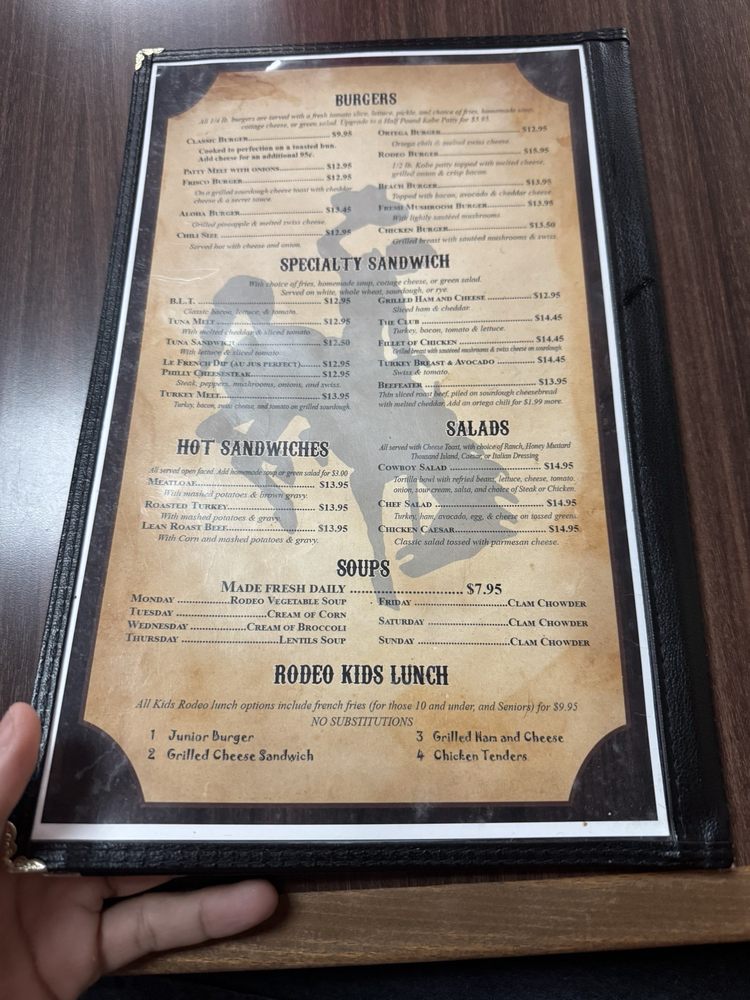 BURGERS
All 1/4 lb. burgers are served with a fresh tomato slice, lettuce, pickle, and choice of fries, homemade soup,
cottage cheese, or green salad. Upgrade to a Half Pound Kobe Patty for $3.95
CLASSIC BURGER $9.95
Cooked to perfection on a toasted bun.
Add cheese for an additional 95¢.
PATTY MELT WITH ONIONS $12.95
FRISCO BURGER $12.95
On a grilled sourdough cheese toast with cheddar
cheese & a secret sauce.
ALOHA BURGER $13.45
Grilled pineapple & melted swiss cheese.
CHILI SIZE $12.95
Served hot with cheese and onion.
ORTEGA BURGER $12.95
Ortega chili & melted swiss cheese.
RODEO BURGER $15.95
1/2 lb. Kobe patty topped with melted cheese,
grilled onion & crisp bacon.
BEACH BURGER $13.95
Topped with bacon, avocado & cheddar cheese.
FRESH MUSHROOM BURGER $13.95
With lightly sautéed mushrooms.
CHICKEN BURGER $13.50
Grilled breast with sautéed mushrooms & swiss.
SPECIALTY SANDWICH
With choice of fries, homemade soup, cottage cheese, or green salad.
Served on white, whole wheat, sourdough, or rye.
B.L.T. $12.95
Classic bacon, lettuce, & tomato.
TUNA MELT $12.95
With melted cheddar & sliced tomato.
TUNA SANDWICH $12.50
With lettuce & sliced tomato.
LE FRENCH DIP (AU JUS PERFECT) $12.95
PHILLY CHEESESTEAK $12.95
Steak, peppers, mushrooms, onions, and swiss.
TURKEY MELT $13.95
Turkey, bacon, swiss cheese, and tomato on grilled sourdough.
GRILLED HAM AND CHEESE $12.95
Sliced ham & cheddar.
THE CLUB $14.45
Turkey, bacon, tomato & lettuce.
FILLET OF CHICKEN $14.45
Grilled breast with sautéed mushrooms & swiss cheese on sourdough.
TURKEY BREAST & AVOCADO $14.45
Swiss & tomato.
BEEFEATER $13.95
Thin sliced roast beef, piled on sourdough cheesebread
with melted cheddar. Add an ortega chili for $1.99 more.
HOT SANDWICHES
All served open faced. Add homemade soup or green salad for $3.00
MEATLOAF $13.95
With mashed potatoes & brown gravy.
ROASTED TURKEY $13.95
With mashed potatoes & gravy.
LEAN ROAST BEEF $13.95
With Corn and mashed potatoes & gravy.
SALADS
All served with Cheese Toast, with choice of Ranch, Honey Mustard
Thousand Island, Caesar, or Italian Dressing
COWBOY SALAD $14.95
Tortilla bowl with refried beans, lettuce, cheese, tomato,
onion, sour cream, salsa, and choice of Steak or Chicken.
CHEF SALAD $14.95
Turkey, ham, avocado, egg, & cheese on tossed greens.
CHICKEN CAESAR $14.95
Classic salad tossed with parmesan cheese.
SOUPS
MADE FRESH DAILY $7.95
MONDAY RODEO VEGETABLE SOUP
TUESDAY CREAM OF CORN
WEDNESDAY CREAM OF BROCCOLI
THURSDAY LENTILS SOUP
FRIDAY CLAM CHOWDER
SATURDAY CLAM CHOWDER
SUNDAY CLAM CHOWDER
RODEO KIDS LUNCH
All Kids Rodeo lunch options include french fries (for those 10 and under, and Seniors) for $9.95
NO SUBSTITUTIONS
1 Junior Burger
2 Grilled Cheese Sandwich
3 Grilled Ham and Cheese
4 Chicken Tenders